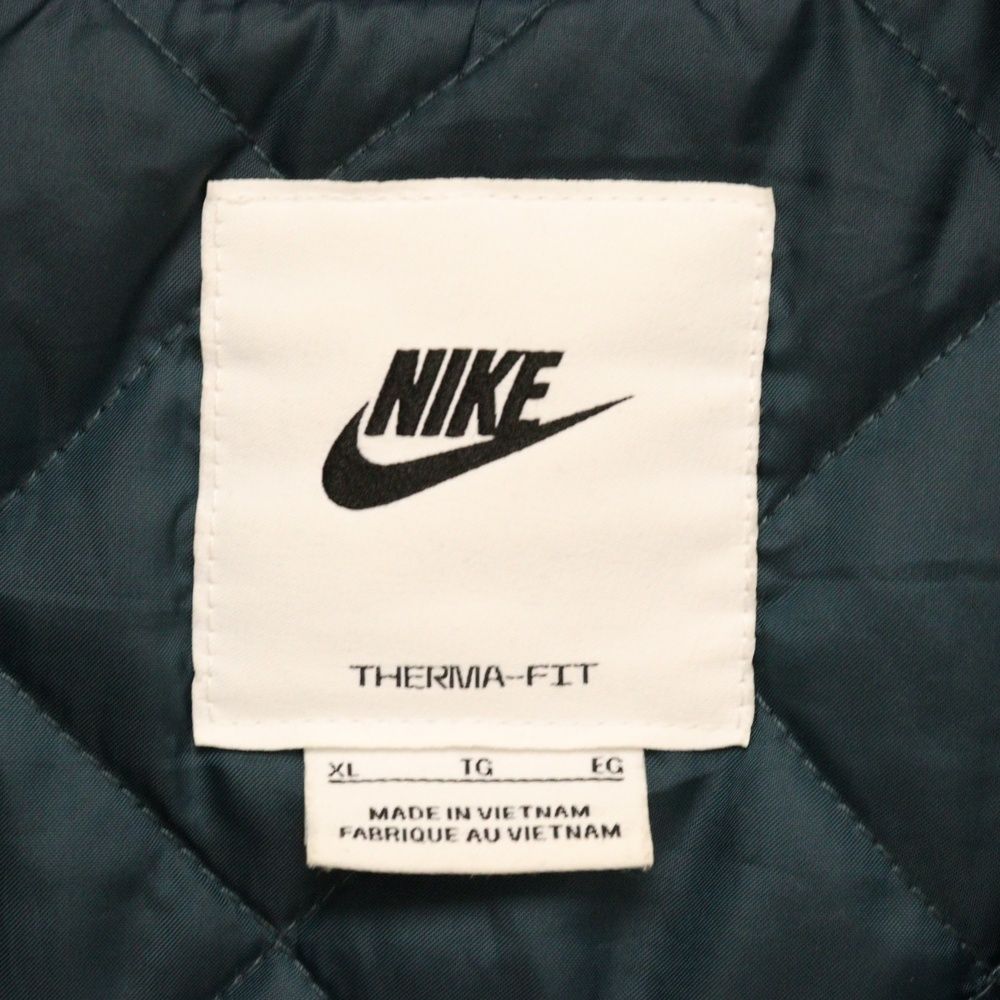 NIKE
THERMA-FIT
XL TG EG
MADE IN VIETNAM
FABRIQUE AU VIETNAM